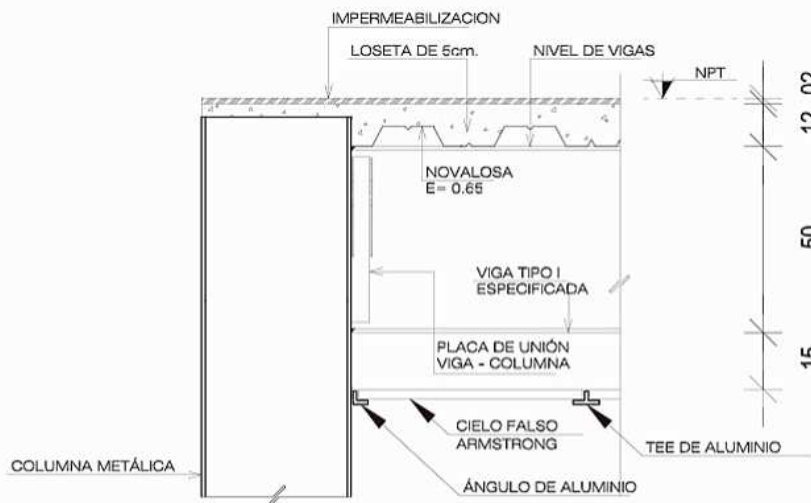 IMPERMEABILIZACION
LOSETA DE 5cm.
NIVEL DE VIGAS
NPT
02
12
NOVALOSA
E= 0.65
50
VIGA TIPO I
ESPECIFICADA
PLACA DE UNIÓN
VIGA - COLUMNA
15
CIELO FALSO
ARMSTRONG
TEE DE ALUMINIO
COLUMNA METÁLICA
ÁNGULO DE ALUMINIO